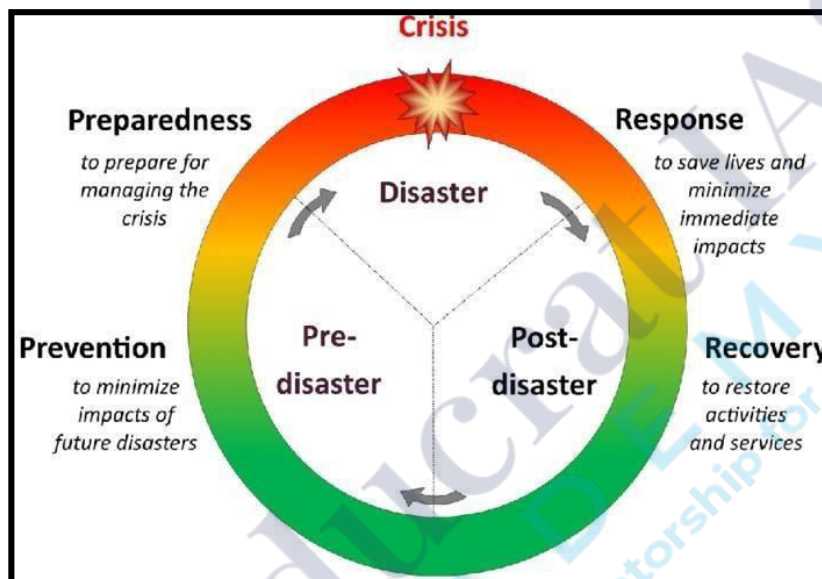 Crisis
Preparedness
to prepare for
managing the
crisis
Response
to save lives and
minimize
immediate
impacts
Disaster
Pre-
disaster
Post-
disaster
Prevention
to minimize
impacts of
future disasters
Recovery
to restore
activities
and services